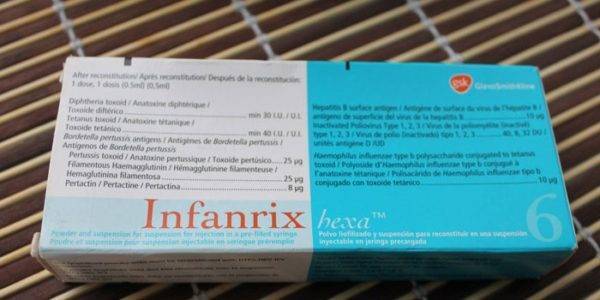 After reconstitution/ Après reconstitution/ Después de la reconstitución:
1 dose, 1 dosis (0.5ml) (0,5ml)
Diphtheria toxoid / Anatoxine diphtérique /
Toxoide diftérico min 30 I.U. / U.I.
Tetanus toxoid / Anatoxine tétanique /
Toxoide tetánico min 40 I.U. / U.I.
Bordetella pertussis antigens / Antigènes de Bordetella pertussis /
Antígenos de Bordetella pertussis
Pertussis toxoid / Anatoxine pertussique / Toxoide pertúsico 25 µg
Filamentous Haemagglutinin / Hémagglutinine filamenteuse /
Hemaglutinina filamentosa 25 µg
Pertactin / Pertactine / Pertactina 8 µg
gsk GlaxoSmithKline
Hepatitis B surface antigen / Antigène de surface du virus de l'hépatite B /
antígeno de superficie del virus de la hepatitis B 10 µg
Inactivated Poliovirus Type 1, 2, 3 / Virus de la poliomyélite (inactivé)
type 1, 2, 3 / Virus de polio (inactivado) tipo 1, 2, 3 40, 8, 32 DU /
unités antigène D /UD
Haemophilus influenzae type b polysaccharide conjugated to tetanus
toxoid / Polyoside d'Haemophilus influenzae type b conjugué à
l'anatoxine tétanique / Polisacárido de Haemophilus influenzae tipo b
conjugado con toxoide tetánico 10 µg
Infanrix hexa™ 6
Powder and suspension for suspension for injection in a pre-filled syringe
Poudre et suspension pour suspension injectable en seringue préremplie
Polvo liofilizado y suspensión para reconstituir en una suspensión
inyectable en jeringa precargada